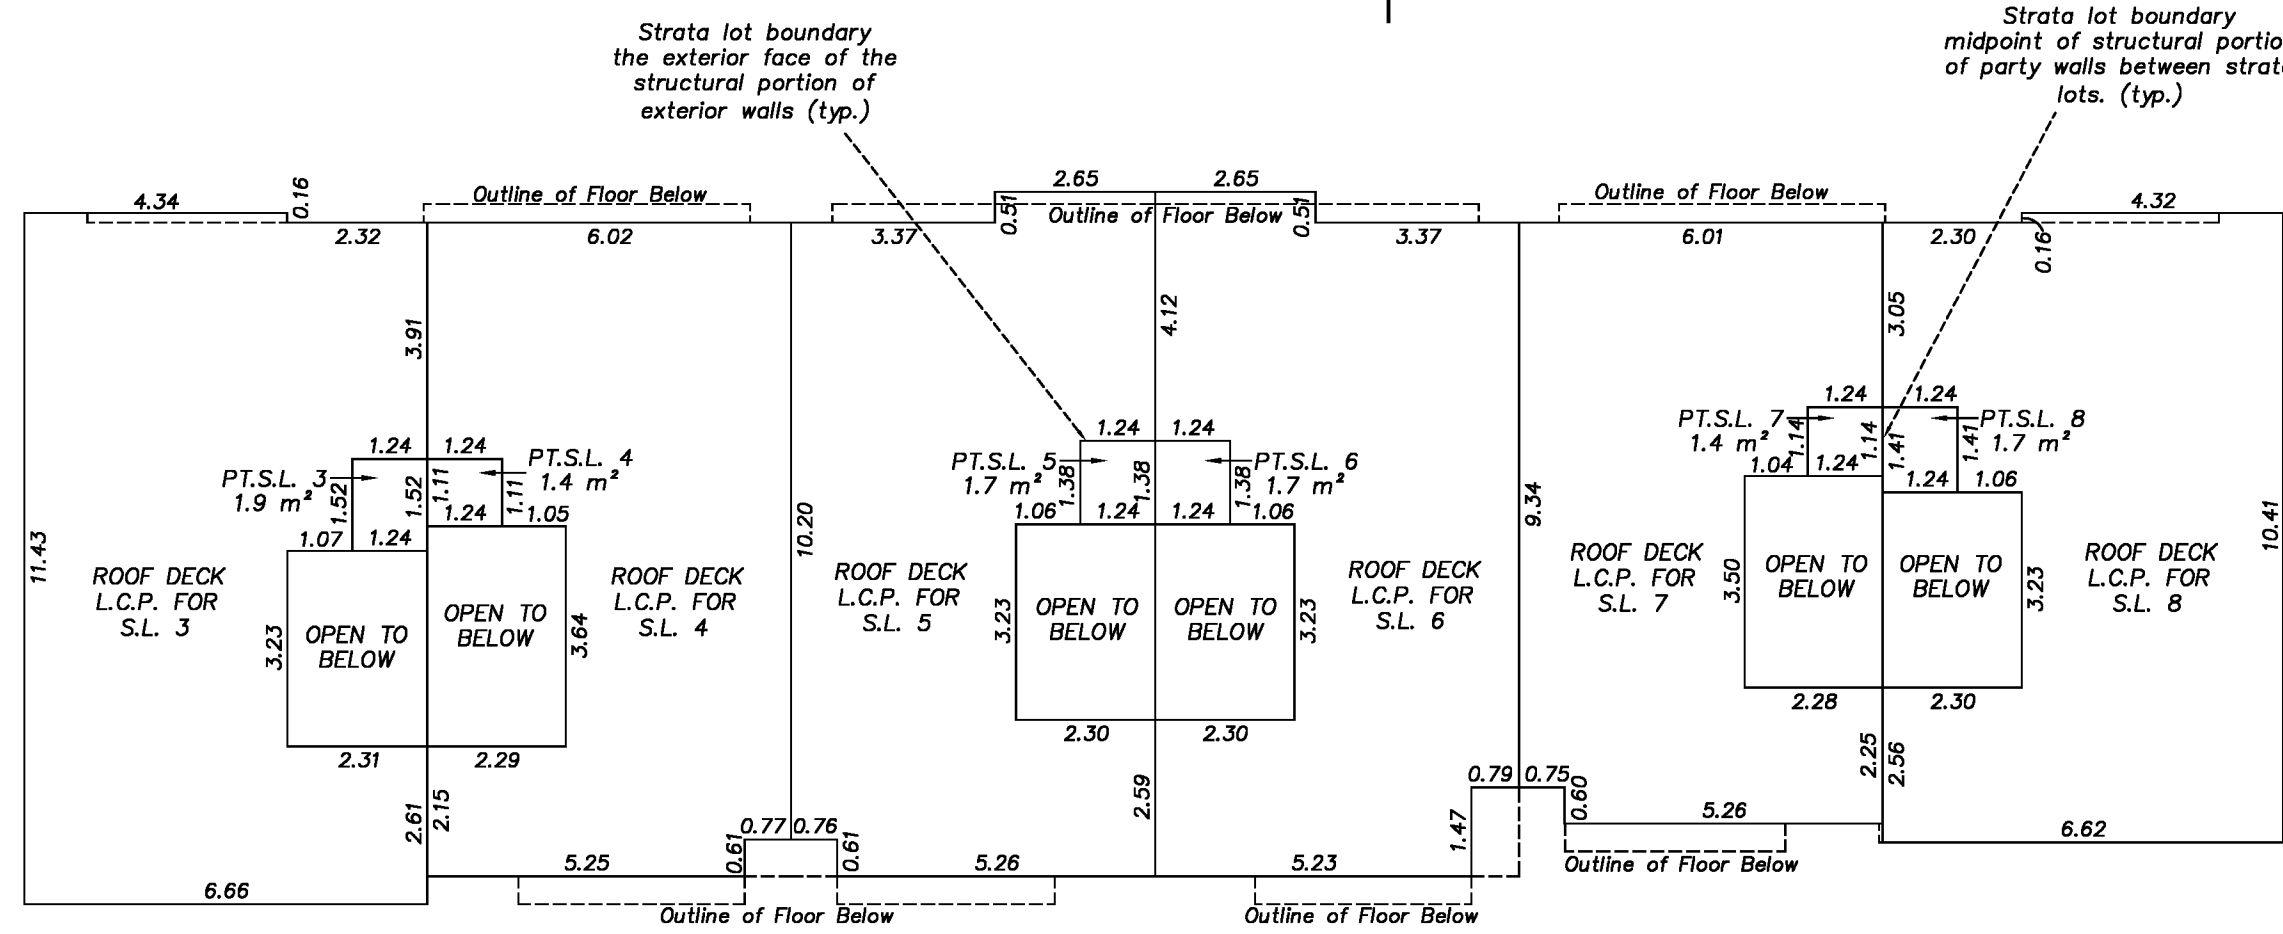 Strata lot boundary
the exterior face of the
structural portion of
exterior walls (typ.)
Strata lot boundary
midpoint of structural portio
of party walls between strat
lots. (typ.)
4.34
0.16
Outline of Floor Below
2.65
2.65
Outline of Floor Below
4.32
2.32
6.02
3.37
0.51
Outline of Floor Below
0.51
3.37
6.01
2.30
0.16
3.91
4.12
3.05
1.24
1.24
PT.S.L. 3
1.9 m²
1.52
1.52
1.11
1.11
PT.S.L. 4
1.4 m²
1.07
1.24
1.24
1.05
1.24
1.24
PT.S.L. 5
1.7 m²
1.38
1.38
1.38
PT.S.L. 6
1.7 m²
1.06
1.24
1.24
1.06
1.24
1.24
PT.S.L. 7
1.4 m²
1.14
1.14
1.41
1.41
PT.S.L. 8
1.7 m²
1.04
1.24
1.24
1.06
11.43
10.20
9.34
10.41
ROOF DECK
L.C.P. FOR
S.L. 3
3.23
OPEN TO
BELOW
OPEN TO
BELOW
3.64
ROOF DECK
L.C.P. FOR
S.L. 4
ROOF DECK
L.C.P. FOR
S.L. 5
3.23
OPEN TO
BELOW
OPEN TO
BELOW
3.23
ROOF DECK
L.C.P. FOR
S.L. 6
ROOF DECK
L.C.P. FOR
S.L. 7
3.50
OPEN TO
BELOW
OPEN TO
BELOW
3.23
ROOF DECK
L.C.P. FOR
S.L. 8
2.31
2.29
2.30
2.30
2.28
2.30
2.61
2.15
2.59
2.25
2.56
0.77
0.76
0.61
0.61
0.79
0.75
0.60
1.47
5.25
5.26
5.23
5.26
6.62
6.66
Outline of Floor Below
Outline of Floor Below
Outline of Floor Below